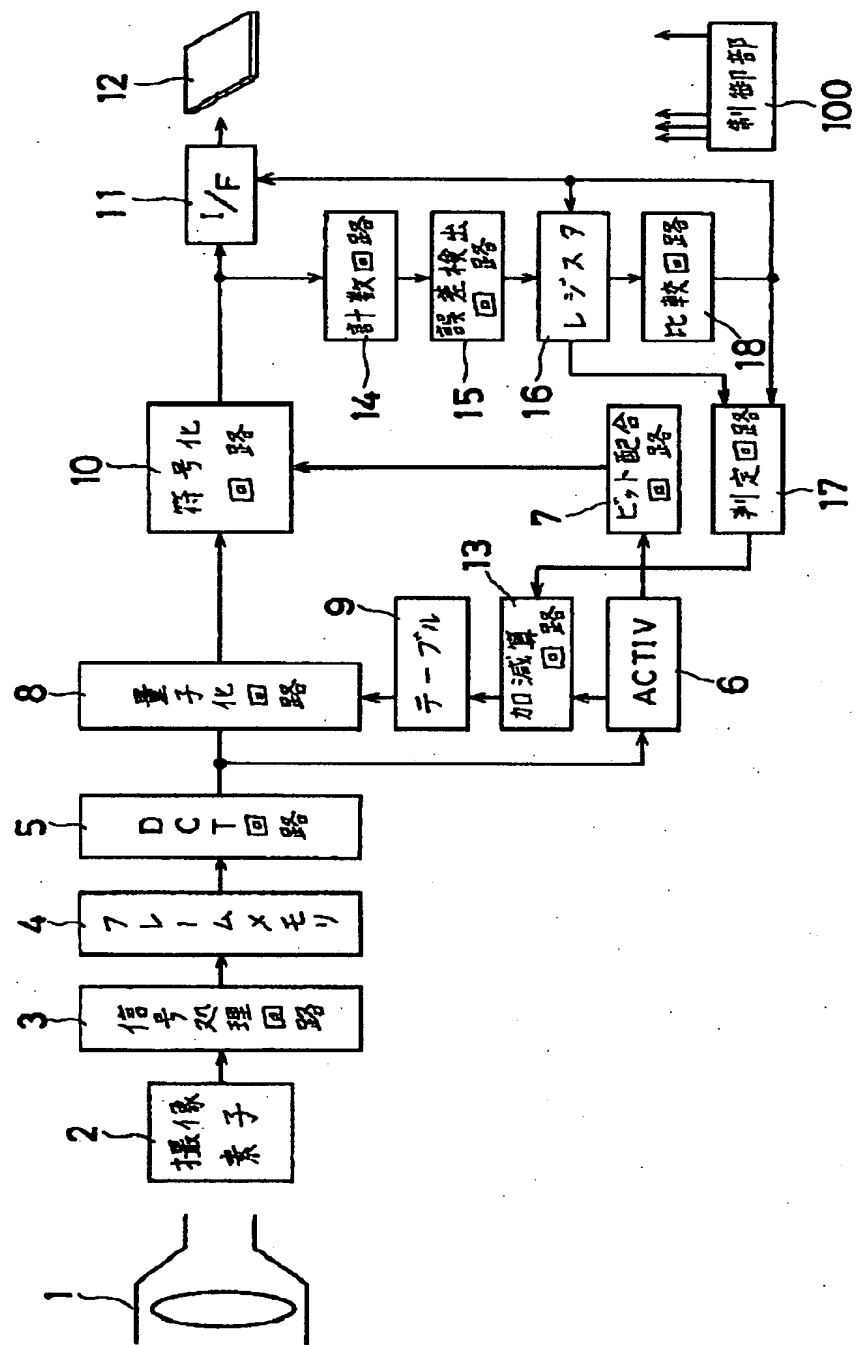 1
2
撮像
素子
3
信号処理回路
4
フレームメモリ
5
DCT回路
8
量子化回路
10
符号化
回路
11
I/F
12
9
テーブル
13
加減算
回路
6
ACTIV
7
ビット配合
回路
14
計数回路
15
誤差検出
回路
16
レジスタ
18
比較回路
17
判定回路
100
制御部